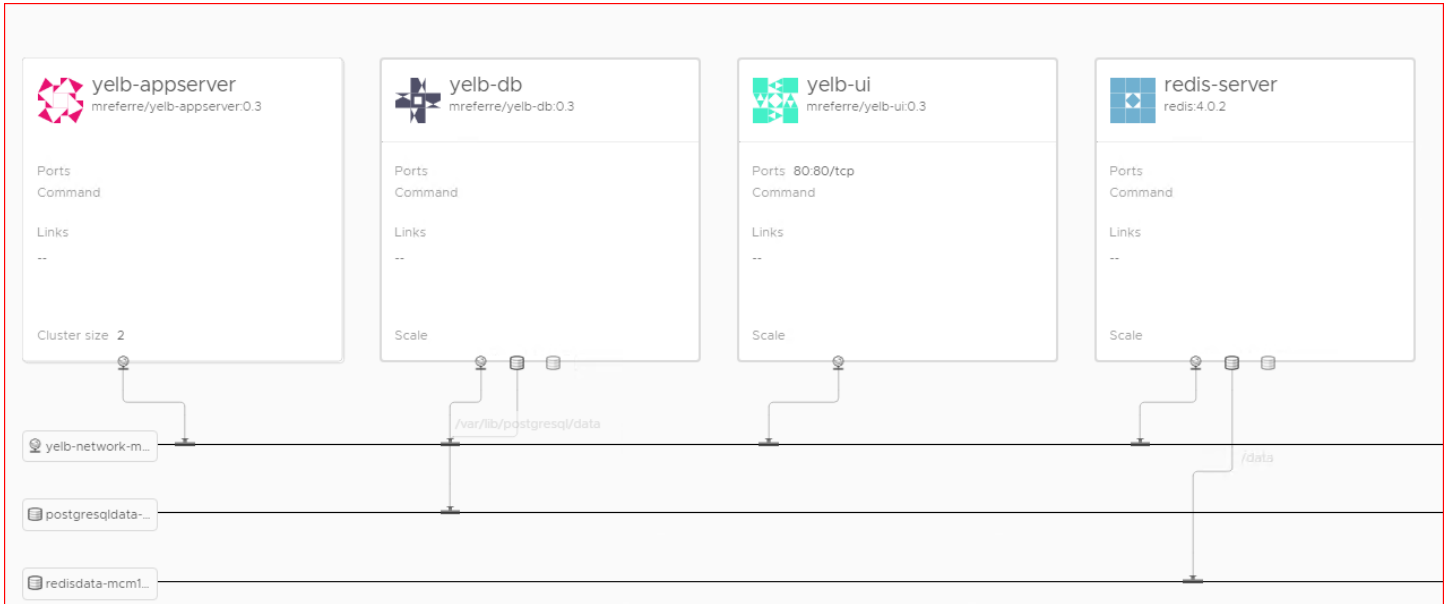 yelb-appserver
mreferre/yelb-appserver:0.3
Ports
Command
Links
--
Cluster size 2
yelb-db
mreferre/yelb-db:0.3
Ports
Command
Links
--
Scale
yelb-ui
mreferre/yelb-ui:0.3
Ports 80:80/tcp
Command
Links
--
Scale
redis-server
redis:4.0.2
Ports
Command
Links
--
Scale
/var/lib/postgresql/data
yelb-network-m...
/data
postgresqldata-...
redisdata-mcm1...